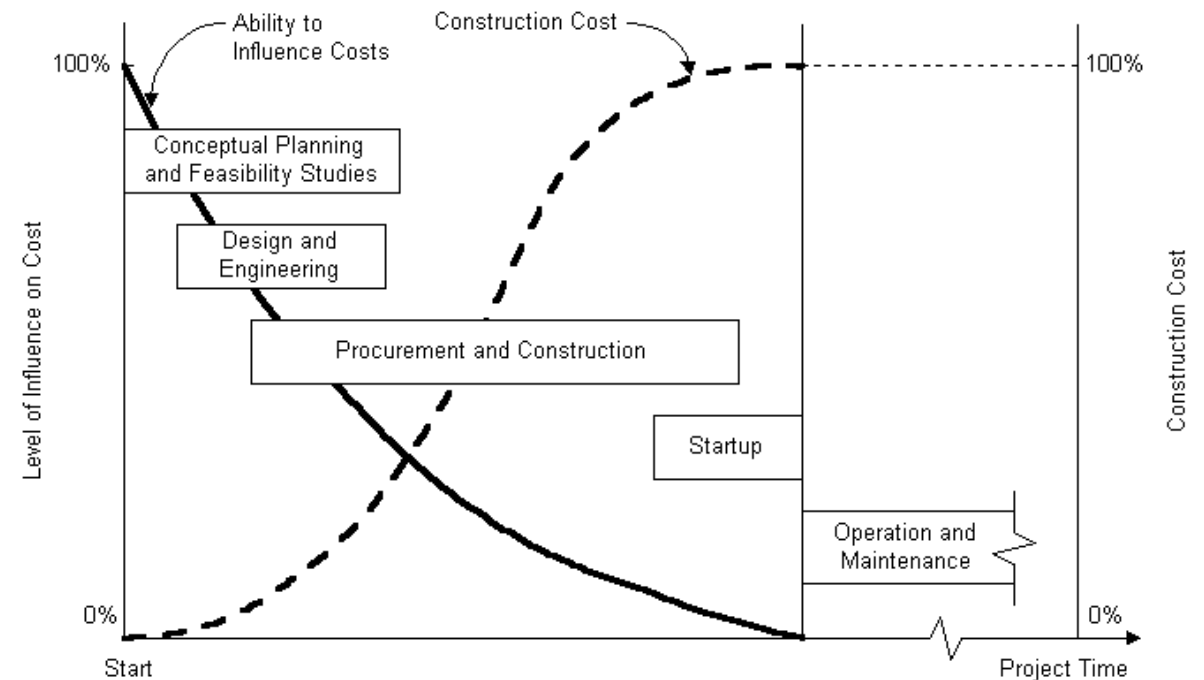 Ability to
Influence Costs
Construction Cost
100%
100%
Conceptual Planning
and Feasibility Studies
Design and
Engineering
Level of Influence on Cost
Construction Cost
Procurement and Construction
Startup
Operation and
Maintenance
0%
0%
Start
Project Time